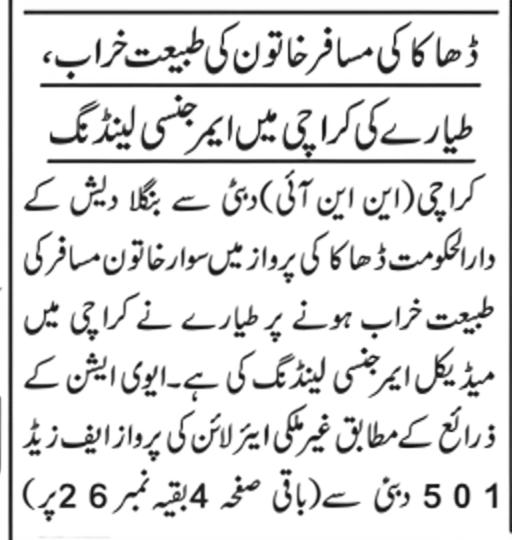 ڈھاکا کی مسافر خاتون کی طبیعت خراب،
طیارے کی کراچی میں ایمرجنسی لینڈنگ
کراچی (این این آئی) دبئی سے بنگلا دیش کے
دارالحکومت ڈھاکا کی پرواز میں سوار خاتون مسافر کی
طبیعت خراب ہونے پر طیارے نے کراچی میں
میڈیکل ایمرجنسی لینڈنگ کی ہے۔ ایوی ایشن کے
ذرائع کے مطابق غیر ملکی ایئر لائن کی پرواز ایف زیڈ
501 دبئی سے (باقی صفحہ 4 بقیہ نمبر 26 پر)